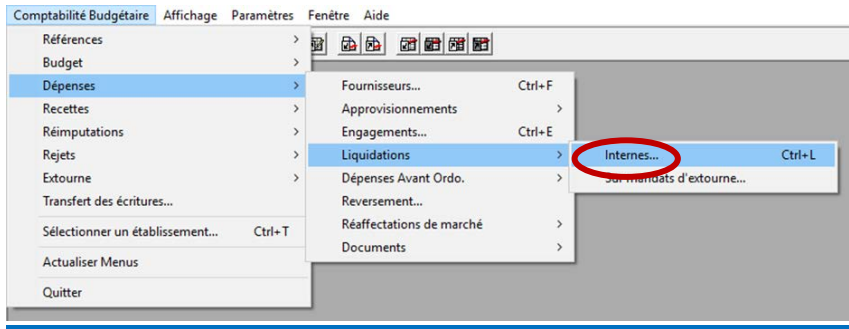 Comptabilité Budgétaire Affichage Paramètres Fenêtre Aide
Références >
Budget >
Dépenses >
Recettes >
Réimputations >
Rejets >
Extourne >
Transfert des écritures...
Sélectionner un établissement... Ctrl+T
Actualiser Menus
Quitter
Fournisseurs... Ctrl+F
Approvisionnements >
Engagements... Ctrl+E
Liquidations >
Dépenses Avant Ordo. >
Reversement...
Réaffectations de marché >
Documents >
Internes... Ctrl+L
Sur mandats d'extourne...